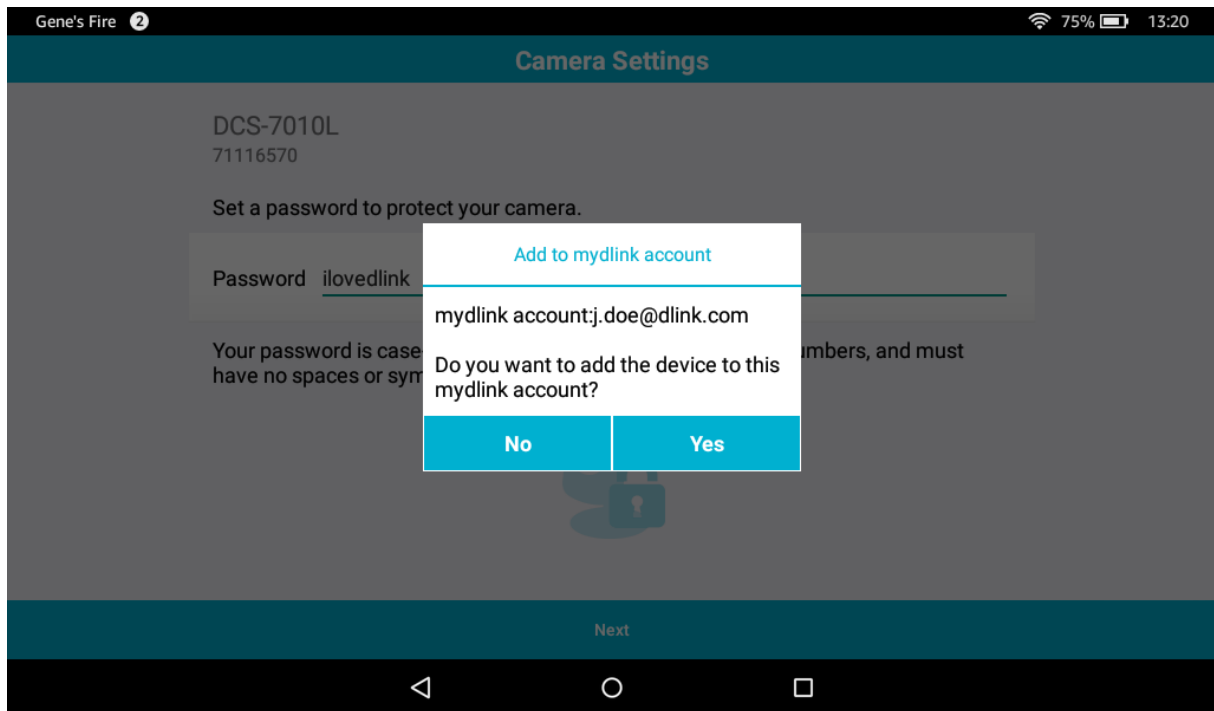 Gene's Fire 2 75% 13:20
Camera Settings
DCS-7010L
71116570
Set a password to protect your camera.
Password ilovedlink
Your password is case
umbers, and must
have no spaces or sym
Add to mydlink account
mydlink account:j.doe@dlink.com
Do you want to add the device to this
mydlink account?
No Yes
Next